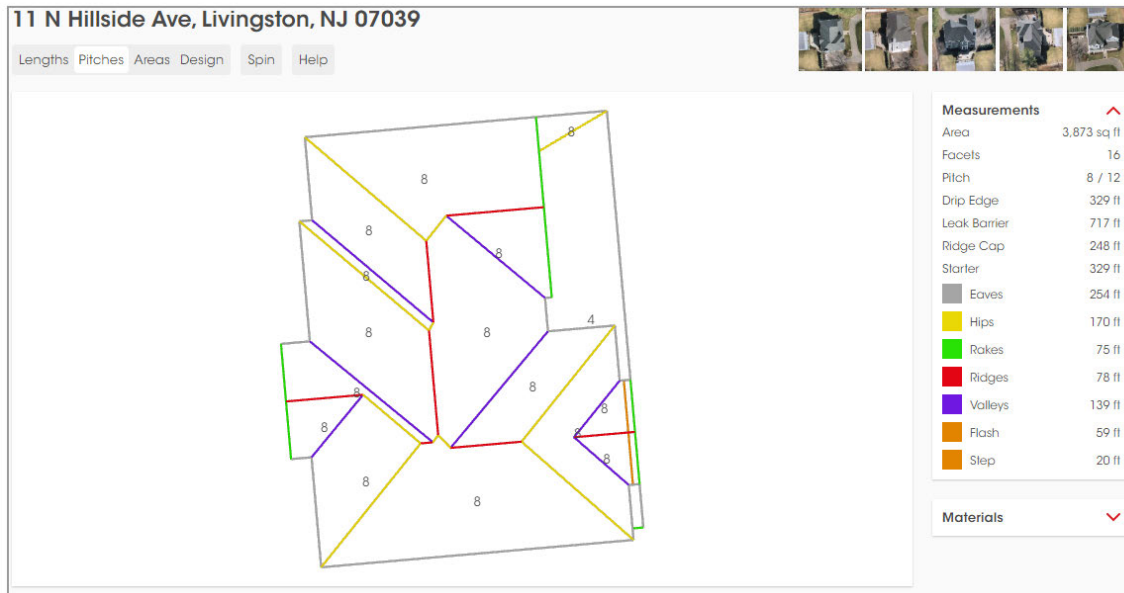 11 N Hillside Ave, Livingston, NJ 07039
Lengths Pitches Areas Design Spin Help
Measurements
Area 3,873 sq ft
Facets 16
Pitch 8 / 12
Drip Edge 329 ft
Leak Barrier 717 ft
Ridge Cap 248 ft
Starter 329 ft
Eaves 254 ft
Hips 170 ft
Rakes 75 ft
Ridges 78 ft
Valleys 139 ft
Flash 59 ft
Step 20 ft
Materials
8
8
8
8
8
8
8
4
8
8
8
8
8
8
8
8